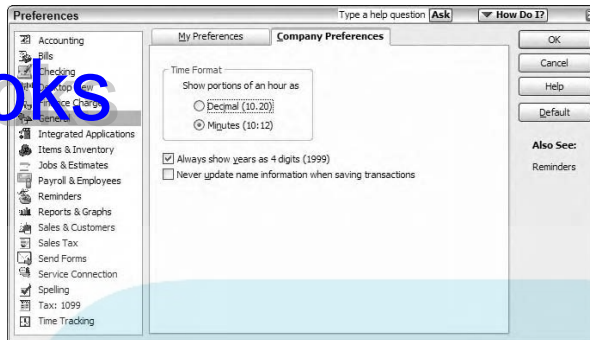 Preferences
Type a help question Ask
How Do I?
Accounting
Bills
Checking
oks
General
Integrated Applications
Items & Inventory
Jobs & Estimates
Payroll & Employees
Reminders
Reports & Graphs
Sales & Customers
Sales Tax
Send Forms
Service Connection
Spelling
Tax: 1099
Time Tracking
My Preferences
Company Preferences
Time Format
Show portions of an hour as
Decimal (10.20)
Minutes (10:12)
Always show years as 4 digits (1999)
Never update name information when saving transactions
OK
Cancel
Help
Default
Also See:
Reminders